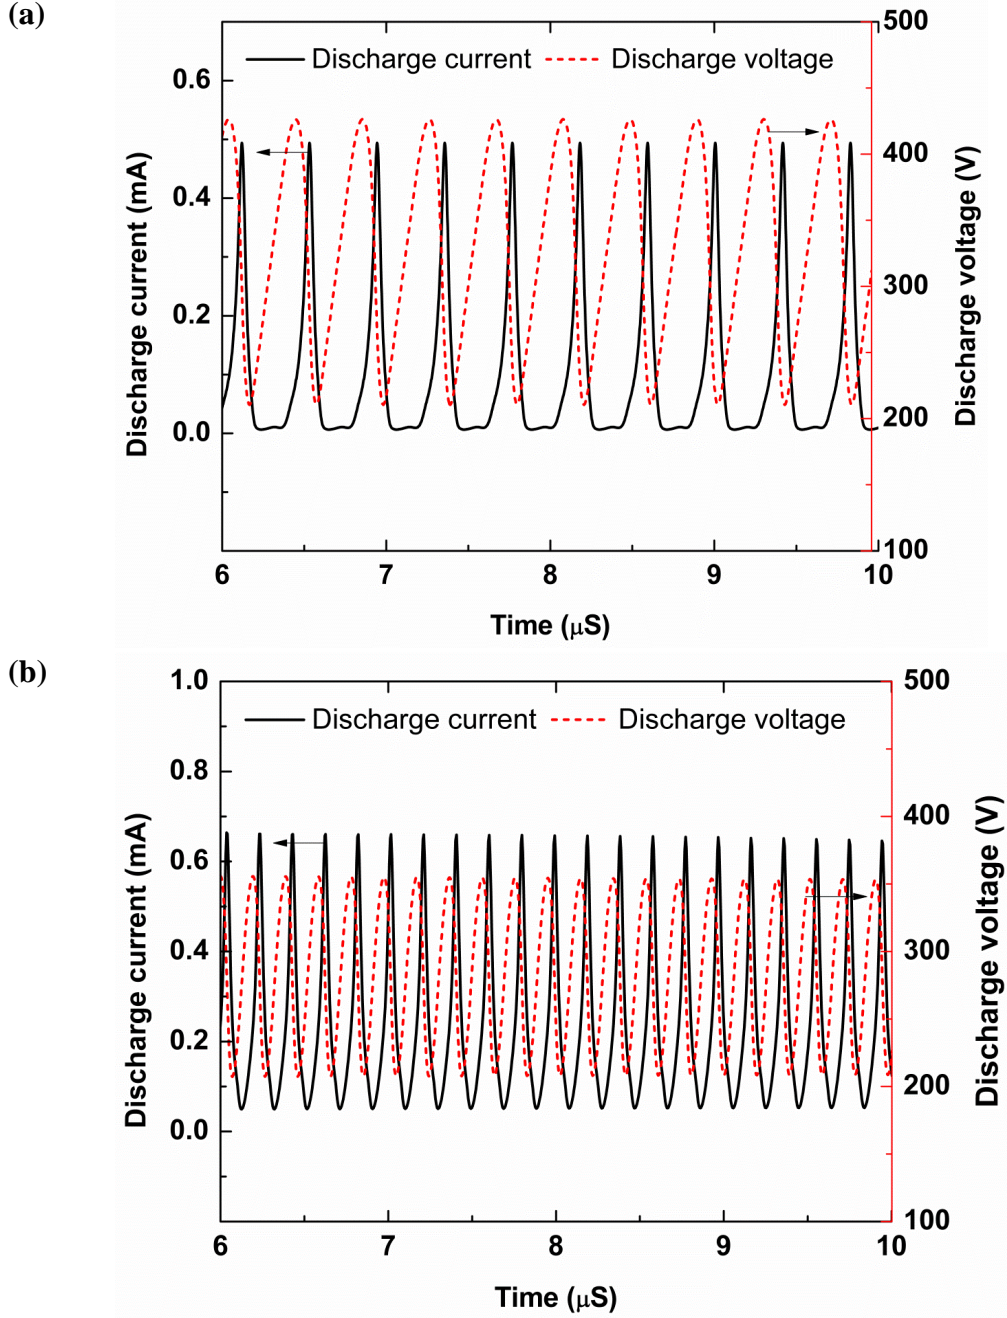 (a)
Discharge current Discharge voltage
500
400
300
200
100
0.6
0.4
0.2
0.0
Discharge current (mA)
Discharge voltage (V)
6 7 8 9 10
Time (μS)
(b)
Discharge current Discharge voltage
1.0
0.8
0.6
0.4
0.2
0.0
500
400
300
200
100
Discharge current (mA)
Discharge voltage (V)
6 7 8 9 10
Time (μS)